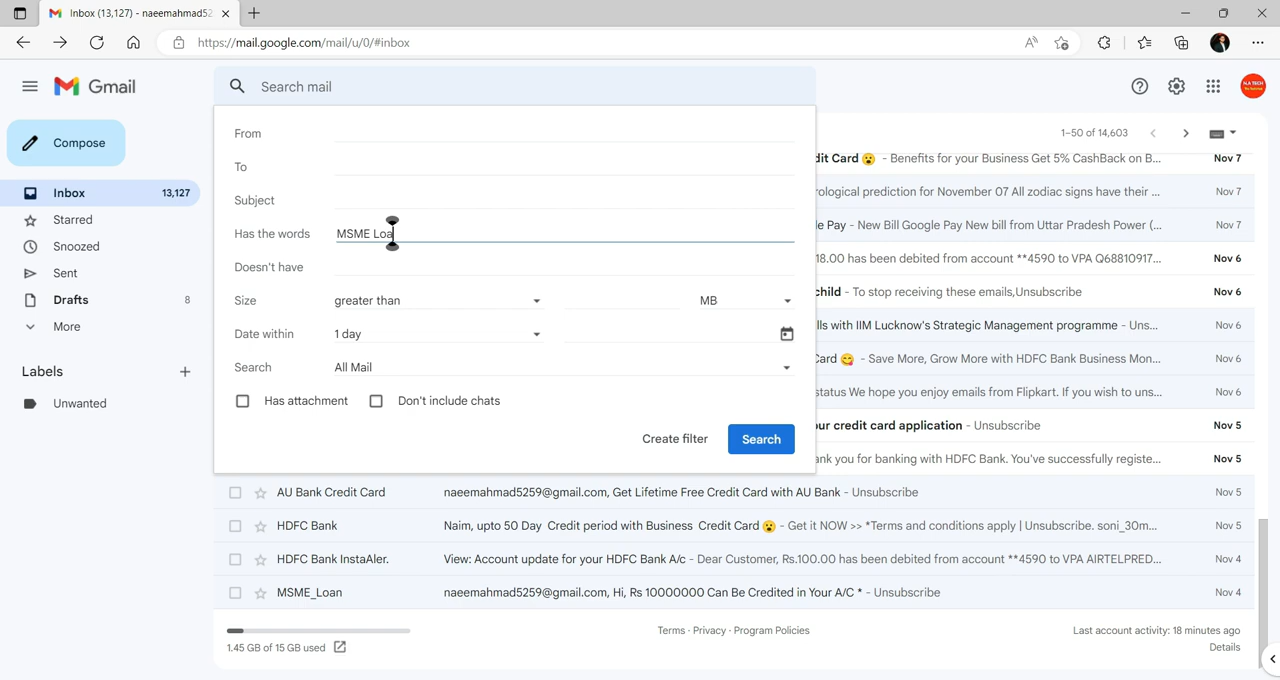 Inbox (13,127) - naeemahmad52
https://mail.google.com/mail/u/0/#inbox
Gmail
Search mail
Compose
Inbox 13,127
Starred
Snoozed
Sent
Drafts 8
More
Labels
Unwanted
From
To
Subject
Has the words MSME Loa
Doesn't have
Size greater than MB
Date within 1 day
Search All Mail
Has attachment Don't include chats
Create filter Search
1–50 of 14,603
dit Card 😮 - Benefits for your Business Get 5% CashBack on B... Nov 7
rological prediction for November 07 All zodiac signs have their ... Nov 7
le Pay - New Bill Google Pay New bill from Uttar Pradesh Power (... Nov 7
18.00 has been debited from account **4590 to VPA Q68810917... Nov 6
child - To stop receiving these emails,Unsubscribe Nov 6
lls with IIM Lucknow's Strategic Management programme - Uns... Nov 6
Card 😋 - Save More, Grow More with HDFC Bank Business Mon... Nov 6
status We hope you enjoy emails from Flipkart. If you wish to uns... Nov 6
our credit card application - Unsubscribe Nov 5
ank you for banking with HDFC Bank. You've successfully registe... Nov 5
AU Bank Credit Card naeemahmad5259@gmail.com, Get Lifetime Free Credit Card with AU Bank - Unsubscribe Nov 5
HDFC Bank Naim, upto 50 Day Credit period with Business Credit Card 😮 - Get it NOW >> *Terms and conditions apply | Unsubscribe. soni_30m... Nov 5
HDFC Bank InstaAler. View: Account update for your HDFC Bank A/c - Dear Customer, Rs.100.00 has been debited from account **4590 to VPA AIRTELPRED... Nov 4
MSME_Loan naeemahmad5259@gmail.com, Hi, Rs 10000000 Can Be Credited in Your A/C * - Unsubscribe Nov 4
1.45 GB of 15 GB used
Terms · Privacy · Program Policies
Last account activity: 18 minutes ago
Details